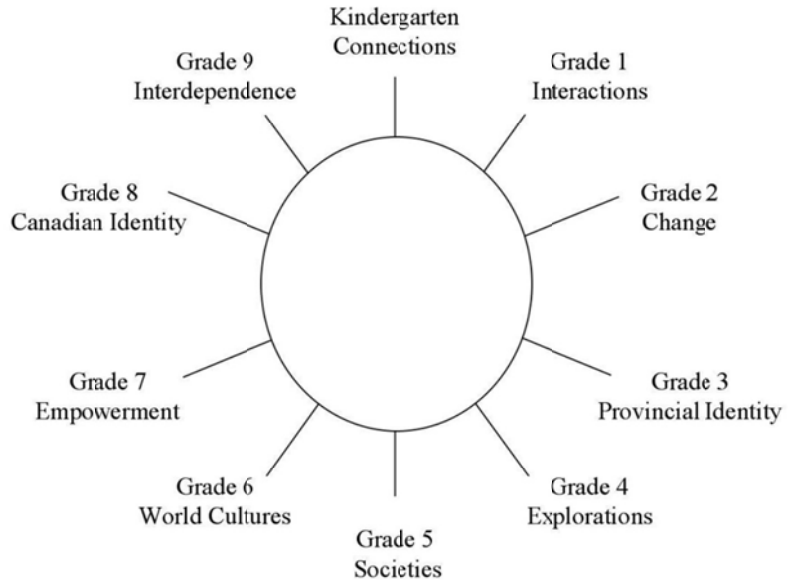 Kindergarten
Connections
Grade 1
Interactions
Grade 2
Change
Grade 3
Provincial Identity
Grade 4
Explorations
Grade 5
Societies
Grade 6
World Cultures
Grade 7
Empowerment
Grade 8
Canadian Identity
Grade 9
Interdependence